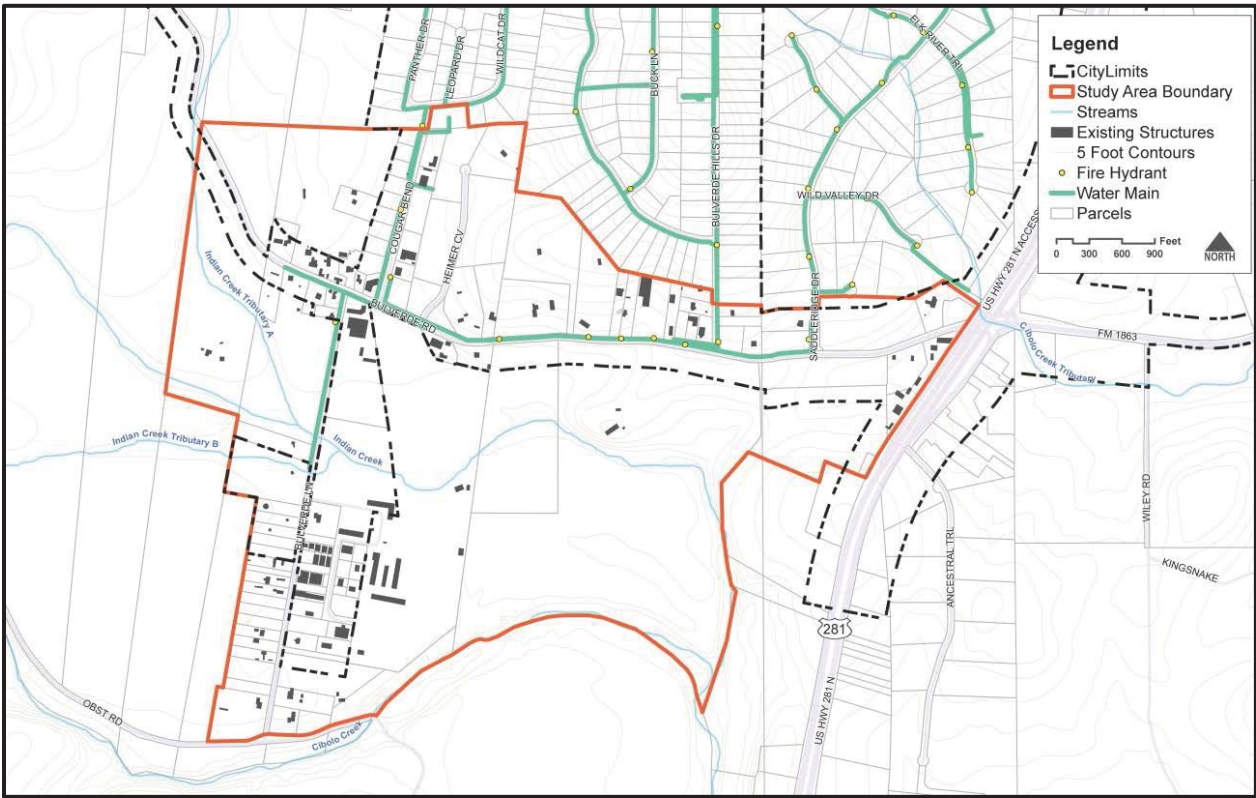 PANTHER DR
LEOPARD DR
WILDCAT DR
BUCK LN
BULVERDE HILLS DR
ELK RIVER TRL
WILD VALLEY DR
COUGAR BEND
HEIMER CV
Indian Creek Tributary A
BULVERDE RD
SADDLERIDGE DR
US HWY 281 N ACCESS
FM 1863
Cibolo Creek Tributary
Indian Creek Tributary B
Indian Creek
BULVERDE LN
WILEY RD
KINGSNAKE
ANCESTRAL TRL
281
US HWY 281 N
OBST RD
Cibolo Creek
Legend
CityLimits
Study Area Boundary
Streams
Existing Structures
5 Foot Contours
Fire Hydrant
Water Main
Parcels
Feet
0 300 600 900
NORTH